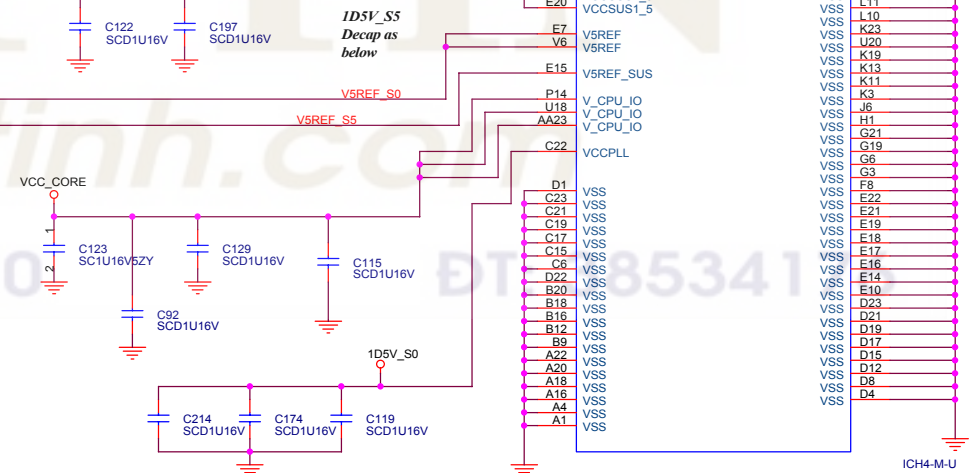 C122
SCD1U16V
C197
SCD1U16V
1D5V_S5
Decap as
below
V5REF_S0
V5REF_S5
VCC_CORE
1
2
C123
SC1U16V5ZY
C129
SCD1U16V
C115
SCD1U16V
C92
SCD1U16V
1D5V_S0
C214
SCD1U16V
C174
SCD1U16V
C119
SCD1U16V
E20 VCCSUS1_5
E7 V5REF
V6 V5REF
E15 V5REF_SUS
P14 V_CPU_IO
U18 V_CPU_IO
AA23 V_CPU_IO
C22 VCCPLL
D1 VSS
C23 VSS
C21 VSS
C19 VSS
C17 VSS
C15 VSS
C6 VSS
D22 VSS
B20 VSS
B18 VSS
B16 VSS
B12 VSS
B9 VSS
A22 VSS
A20 VSS
A18 VSS
A16 VSS
A4 VSS
A1 VSS
VSS L11
VSS L10
VSS K23
VSS U20
VSS K19
VSS K13
VSS K11
VSS K3
VSS J6
VSS H1
VSS G21
VSS G19
VSS G6
VSS G3
VSS F8
VSS E22
VSS E21
VSS E19
VSS E18
VSS E17
VSS E16
VSS E14
VSS E10
VSS D23
VSS D21
VSS D19
VSS D17
VSS D15
VSS D12
VSS D8
VSS D4
ICH4-M-U